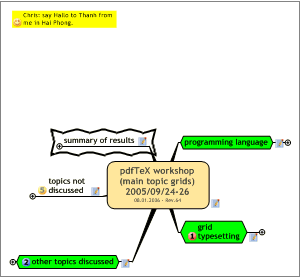 Chris: say Hallo to Thanh from
me in Hai Phong.
summary of results
programming language
pdfTeX workshop
(main topic grids)
2005/09/24-26
08.01.2006 - Rev.64
topics not
5 discussed
grid
1 typesetting
2 other topics discussed